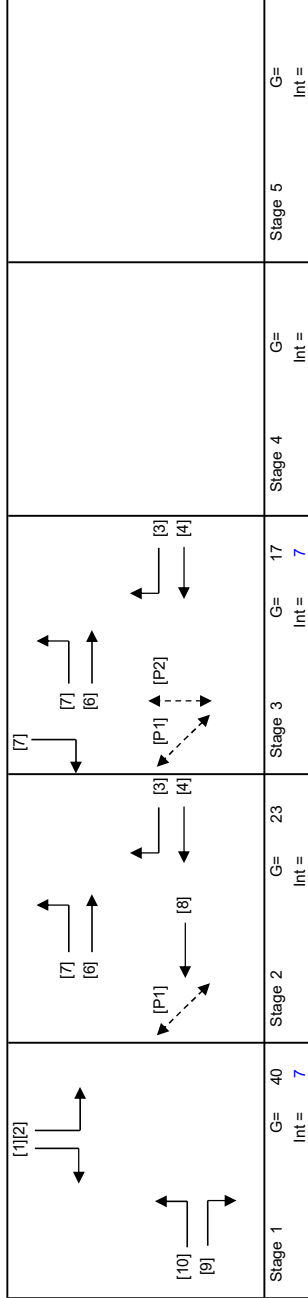 [1][2]
[10]
[9]
Stage 1
G= 40
Int = 7
[7]
[6]
[3]
[4]
[8]
[P1]
Stage 2
G= 23
Int =
[7]
[7]
[6]
[3]
[4]
[P2]
[P1]
Stage 3
G= 17
Int = 7
Stage 4
G=
Int =
Stage 5
G=
Int =